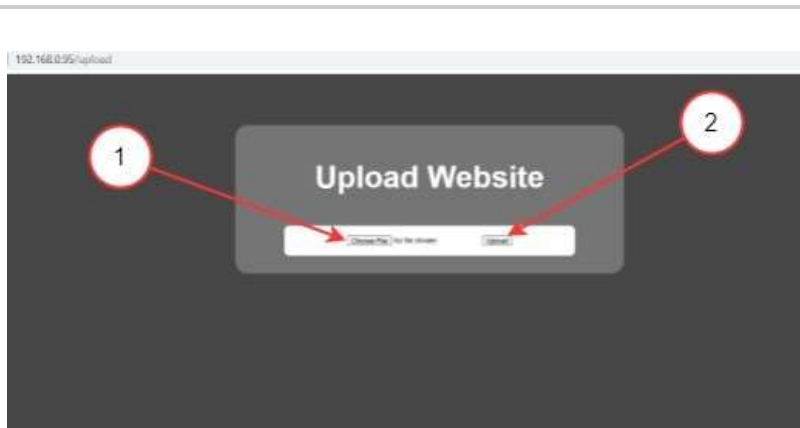 192.168.0.95/upload
1
2
Upload Website
Choose File No file chosen Upload